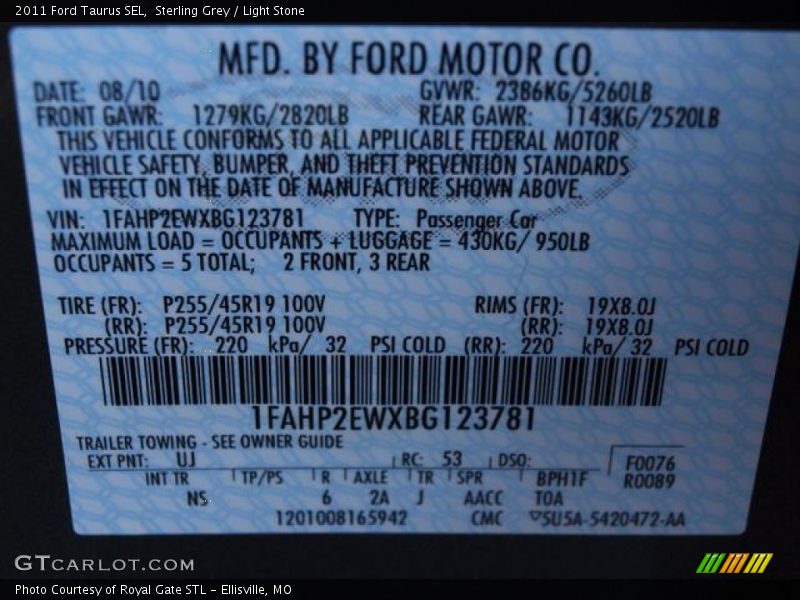 2011 Ford Taurus SEL, Sterling Grey / Light Stone
MFD. BY FORD MOTOR CO.
DATE: 08/10 GVWR: 2386KG/5260LB
FRONT GAWR: 1279KG/2820LB REAR GAWR: 1143KG/2520LB
THIS VEHICLE CONFORMS TO ALL APPLICABLE FEDERAL MOTOR
VEHICLE SAFETY, BUMPER, AND THEFT PREVENTION STANDARDS
IN EFFECT ON THE DATE OF MANUFACTURE SHOWN ABOVE.
VIN: 1FAHP2EWXBG123781 TYPE: Passenger Car
MAXIMUM LOAD = OCCUPANTS + LUGGAGE = 430KG/ 950LB
OCCUPANTS = 5 TOTAL; 2 FRONT, 3 REAR
TIRE (FR): P255/45R19 100V RIMS (FR): 19X8.0J
(RR): P255/45R19 100V (RR): 19X8.0J
PRESSURE (FR): 220 kPa/ 32 PSI COLD (RR): 220 kPa/ 32 PSI COLD
1FAHP2EWXBG123781
TRAILER TOWING - SEE OWNER GUIDE
EXT PNT: UJ RC: 53 DSO: F0076
INT TR TP/PS R AXLE TR SPR BPH1F R0089
NS 6 2A J AACC TOA
1201008165942 CMC 5U5A-5420472-AA
GTCARLOT.COM
Photo Courtesy of Royal Gate STL - Ellisville, MO